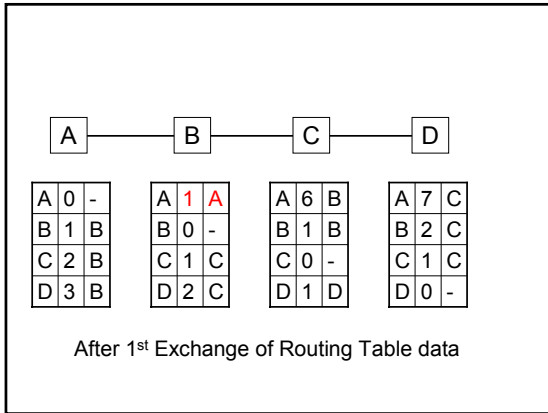 A B C D
A 0 - A 1 A A 6 B A 7 C
B 1 B B 0 - B 1 B B 2 C
C 2 B C 1 C C 0 - C 1 C
D 3 B D 2 C D 1 D D 0 -
After 1st Exchange of Routing Table data